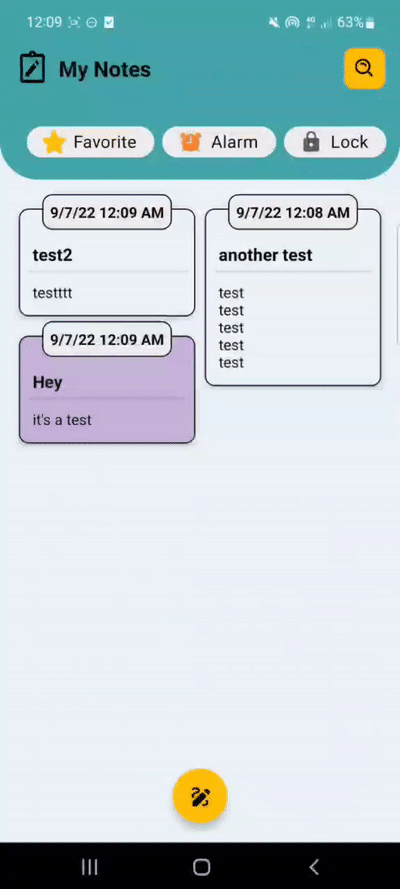 12:09 63%
My Notes
Favorite Alarm Lock
9/7/22 12:09 AM
test2
testttt
9/7/22 12:08 AM
another test
test
test
test
test
test
9/7/22 12:09 AM
Hey
it's a test